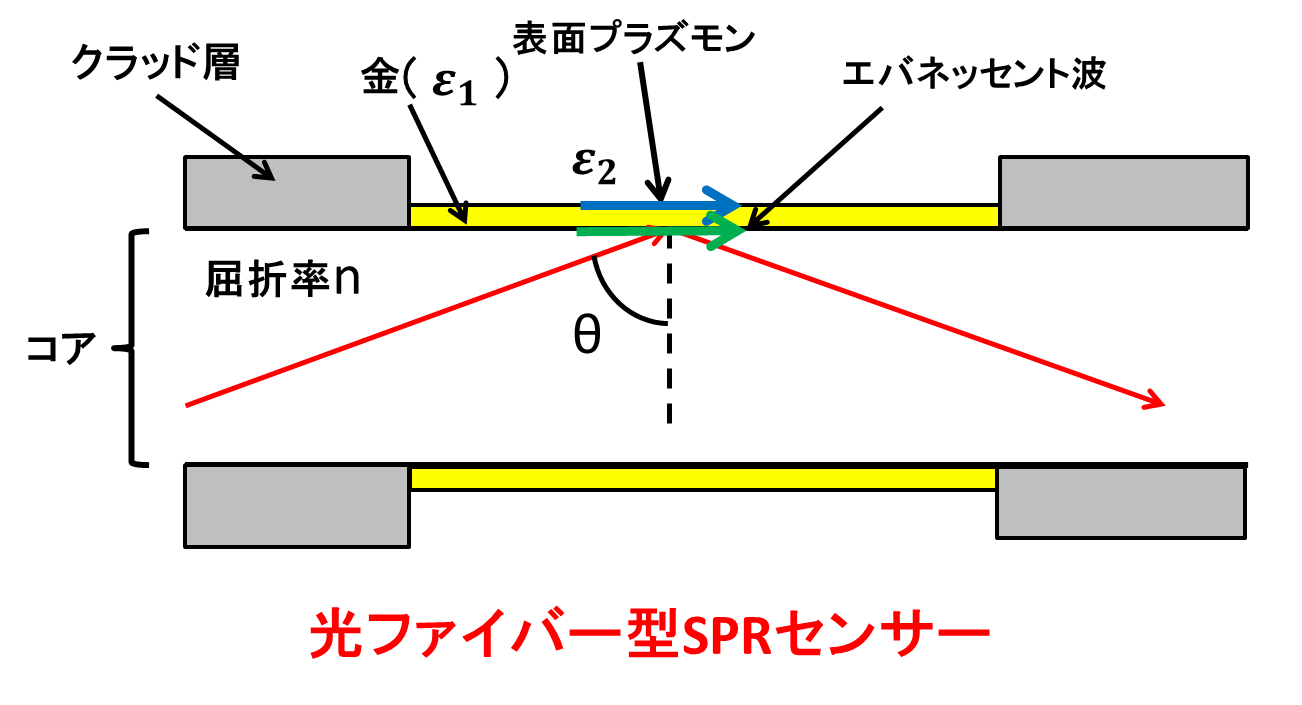 表面プラズモン
クラッド層
金( ε1 )
エバネッセント波
ε2
屈折率n
コア
θ
光ファイバー型SPRセンサー